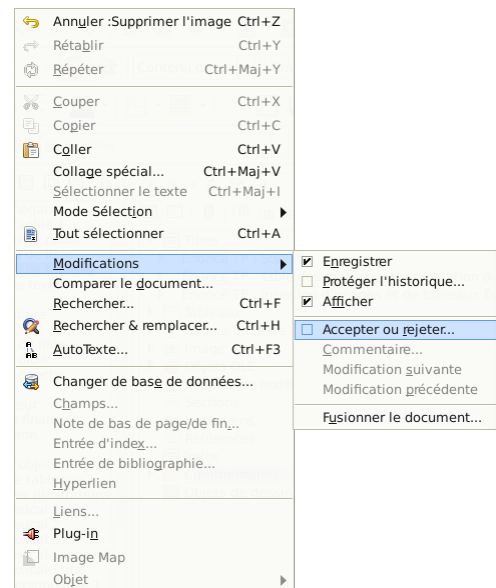 Annuler :Supprimer l'image Ctrl+Z
Rétablir Ctrl+Y
Répéter Ctrl+Maj+Y
Couper Ctrl+X
Copier Ctrl+C
Coller Ctrl+V
Collage spécial... Ctrl+Maj+V
Sélectionner le texte Ctrl+Maj+I
Mode Sélection
Tout sélectionner Ctrl+A
Modifications
Comparer le document...
Rechercher... Ctrl+F
Rechercher & remplacer... Ctrl+H
AutoTexte... Ctrl+F3
Changer de base de données...
Champs...
Note de bas de page/de fin...
Entrée d'index...
Entrée de bibliographie...
Hyperlien
Liens...
Plug-in
Image Map
Objet
Enregistrer
Protéger l'historique...
Afficher
Accepter ou rejeter...
Commentaire...
Modification suivante
Modification précédente
Fusionner le document...